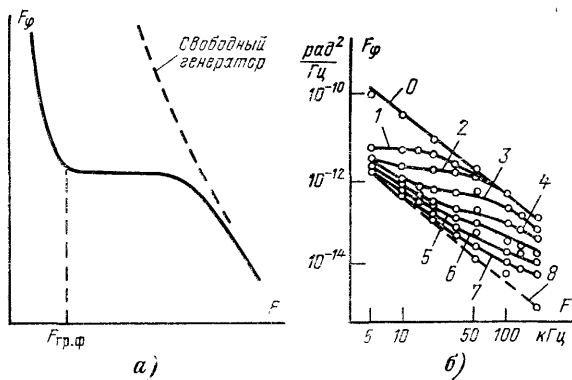 Fφ
Свободный
генератор
F
Fгр.ф
а)
рад²
Гц
Fφ
10⁻¹⁰
10⁻¹²
10⁻¹⁴
0
1
2
3
4
5
6
7
8
F
5
10
50
100
кГц
б)